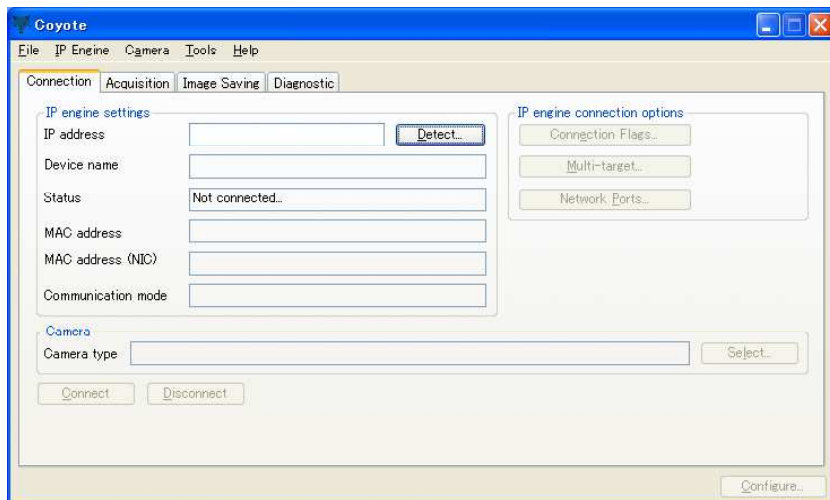 Coyote
File IP Engine Camera Tools Help
Connection Acquisition Image Saving Diagnostic
IP engine settings
IP address
Detect...
Device name
Status
Not connected...
MAC address
MAC address (NIC)
Communication mode
IP engine connection options
Connection Flags...
Multi-target...
Network Ports...
Camera
Camera type
Select...
Connect
Disconnect
Configure...